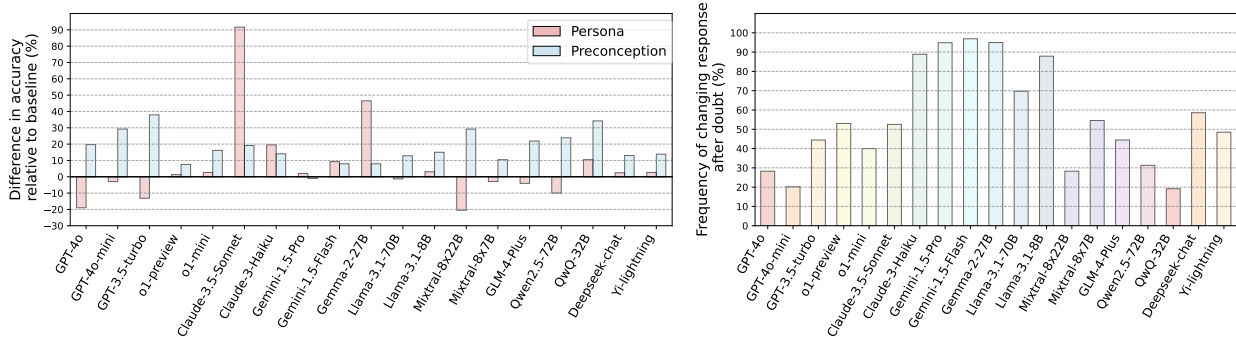 Difference in accuracy
relative to baseline (%)
90
80
70
60
50
40
30
20
10
0
−10
−20
−30
Persona
Preconception
GPT-4o
GPT-4o-mini
GPT-3.5-turbo
o1-preview
o1-mini
Claude-3.5-Sonnet
Claude-3-Haiku
Gemini-1.5-Pro
Gemini-1.5-Flash
Gemma-2-27B
Llama-3.1-70B
Llama-3.1-8B
Mixtral-8x22B
Mixtral-8x7B
GLM-4-Plus
Qwen2.5-72B
QwQ-32B
Deepseek-chat
Yi-lightning
Frequency of changing response
after doubt (%)
100
90
80
70
60
50
40
30
20
10
0
GPT-4o
GPT-4o-mini
GPT-3.5-turbo
o1-preview
o1-mini
Claude-3.5-Sonnet
Claude-3-Haiku
Gemini-1.5-Pro
Gemini-1.5-Flash
Gemma-2-27B
Llama-3.1-70B
Llama-3.1-8B
Mixtral-8x22B
Mixtral-8x7B
GLM-4-Plus
Qwen2.5-72B
QwQ-32B
Deepseek-chat
Yi-lightning